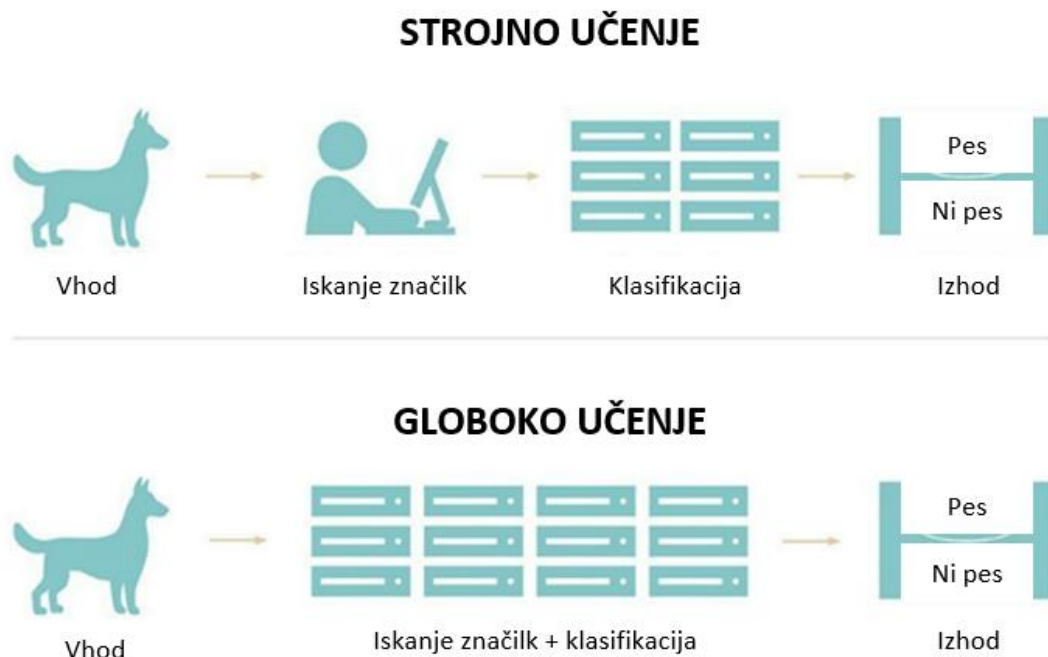 STROJNO UČENJE
Pes
Ni pes
Vhod
Iskanje značilk
Klasifikacija
Izhod
GLOBOKO UČENJE
Pes
Ni pes
Vhod
Iskanje značilk + klasifikacija
Izhod